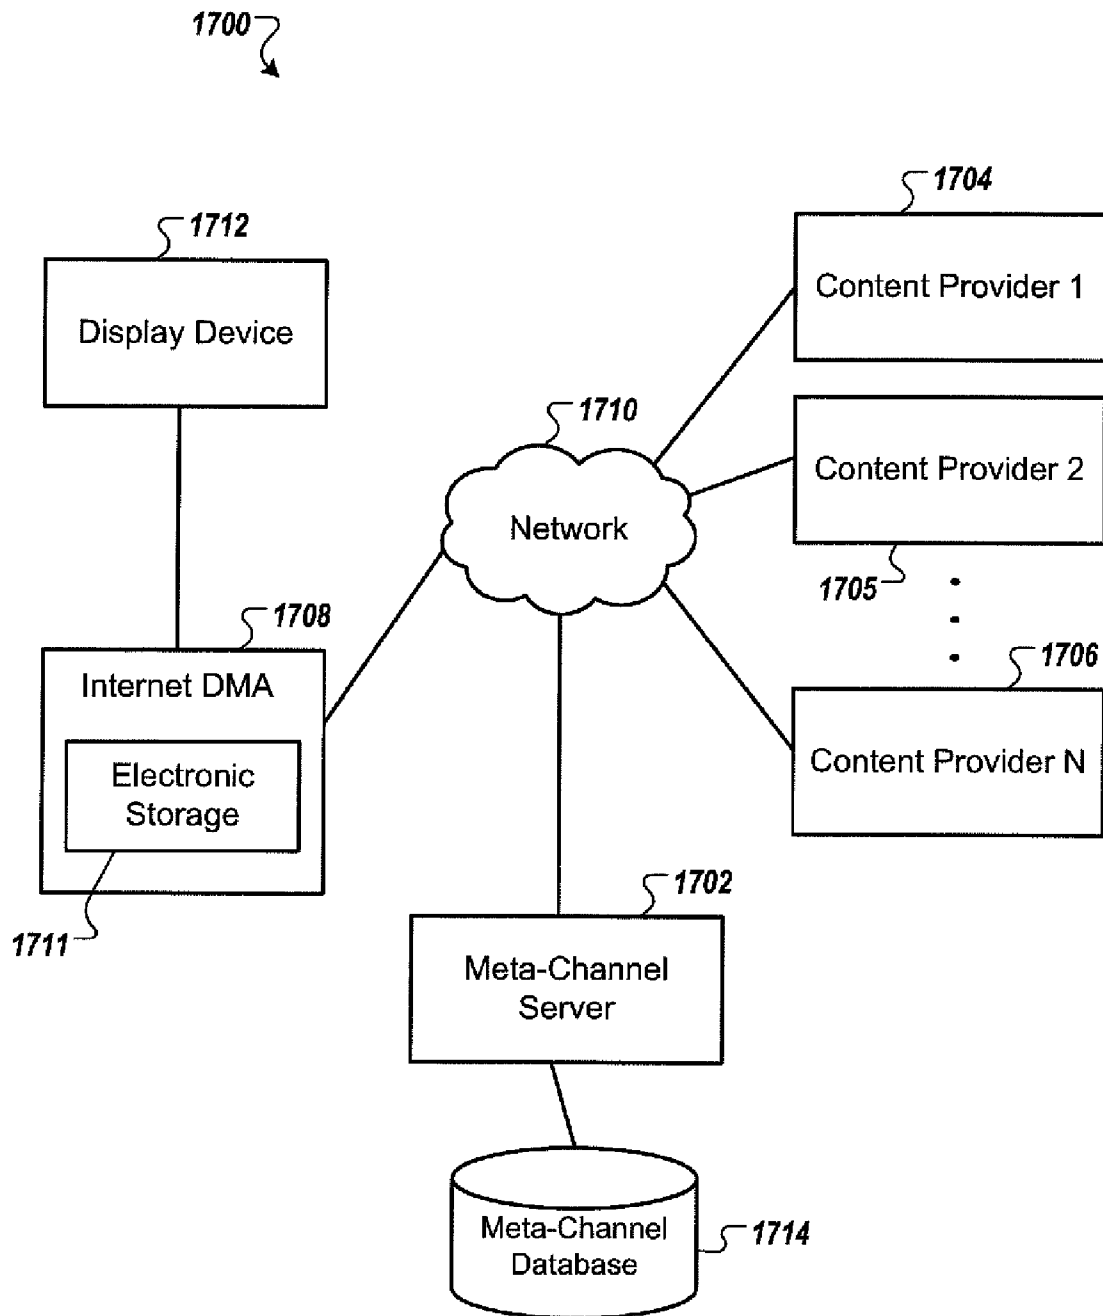 1700
1704
1712
Content Provider 1
Display Device
1710
Content Provider 2
Network
1705
1708
1706
Internet DMA
Content Provider N
Electronic
Storage
1702
1711
Meta-Channel
Server
Meta-Channel
Database
1714